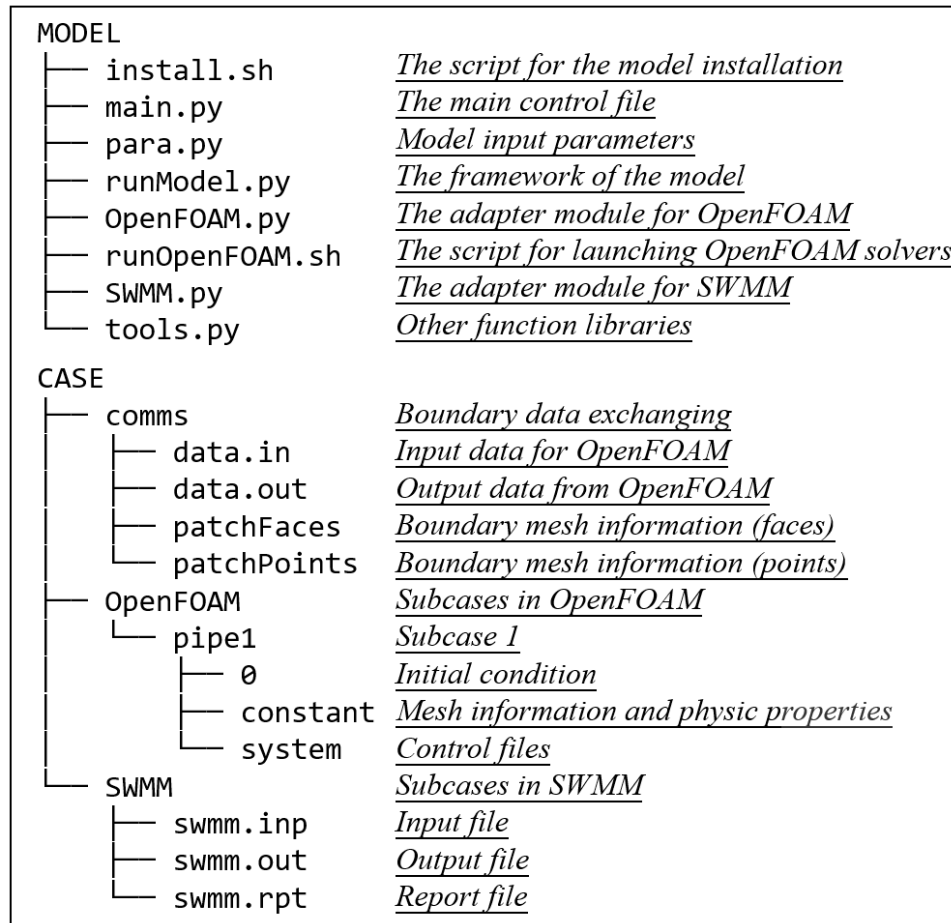 MODEL
├── install.sh The script for the model installation
├── main.py The main control file
├── para.py Model input parameters
├── runModel.py The framework of the model
├── OpenFOAM.py The adapter module for OpenFOAM
├── runOpenFOAM.sh The script for launching OpenFOAM solvers
├── SWMM.py The adapter module for SWMM
└── tools.py Other function libraries
CASE
├── comms Boundary data exchanging
│   ├── data.in Input data for OpenFOAM
│   ├── data.out Output data from OpenFOAM
│   ├── patchFaces Boundary mesh information (faces)
│   └── patchPoints Boundary mesh information (points)
├── OpenFOAM Subcases in OpenFOAM
│   └── pipe1 Subcase 1
│       ├── 0 Initial condition
│       ├── constant Mesh information and physic properties
│       └── system Control files
└── SWMM Subcases in SWMM
    ├── swmm.inp Input file
    ├── swmm.out Output file
    └── swmm.rpt Report file